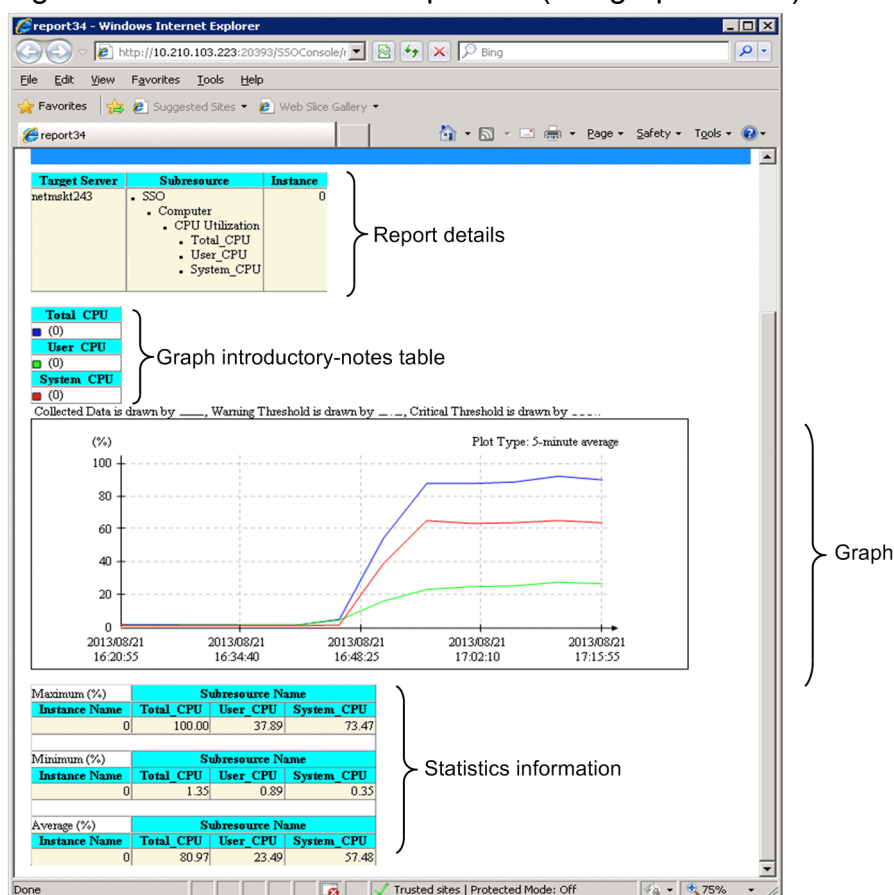 report34 - Windows Internet Explorer
http://10.210.103.223:20393/SSOConsole/r
Bing
File Edit View Favorites Tools Help
Favorites Suggested Sites Web Slice Gallery
report34
Page Safety Tools
Target Server Subresource Instance
netmskt243 SSO 0
Computer
CPU Utilization
Total_CPU
User_CPU
System_CPU
Report details
Total CPU
(0)
User CPU
(0)
System CPU
(0)
Graph introductory-notes table
Collected Data is drawn by ____, Warning Threshold is drawn by _._., Critical Threshold is drawn by ......
(%)
Plot Type: 5-minute average
100
80
60
40
20
0
2013/08/21 2013/08/21 2013/08/21 2013/08/21 2013/08/21
16:20:55 16:34:40 16:48:25 17:02:10 17:15:55
Graph
Maximum (%) Subresource Name
Instance Name Total_CPU User_CPU System_CPU
0 100.00 37.89 73.47
Minimum (%) Subresource Name
Instance Name Total_CPU User_CPU System_CPU
0 1.35 0.89 0.35
Average (%) Subresource Name
Instance Name Total_CPU User_CPU System_CPU
0 80.97 23.49 57.48
Statistics information
Done Trusted sites | Protected Mode: Off 75%